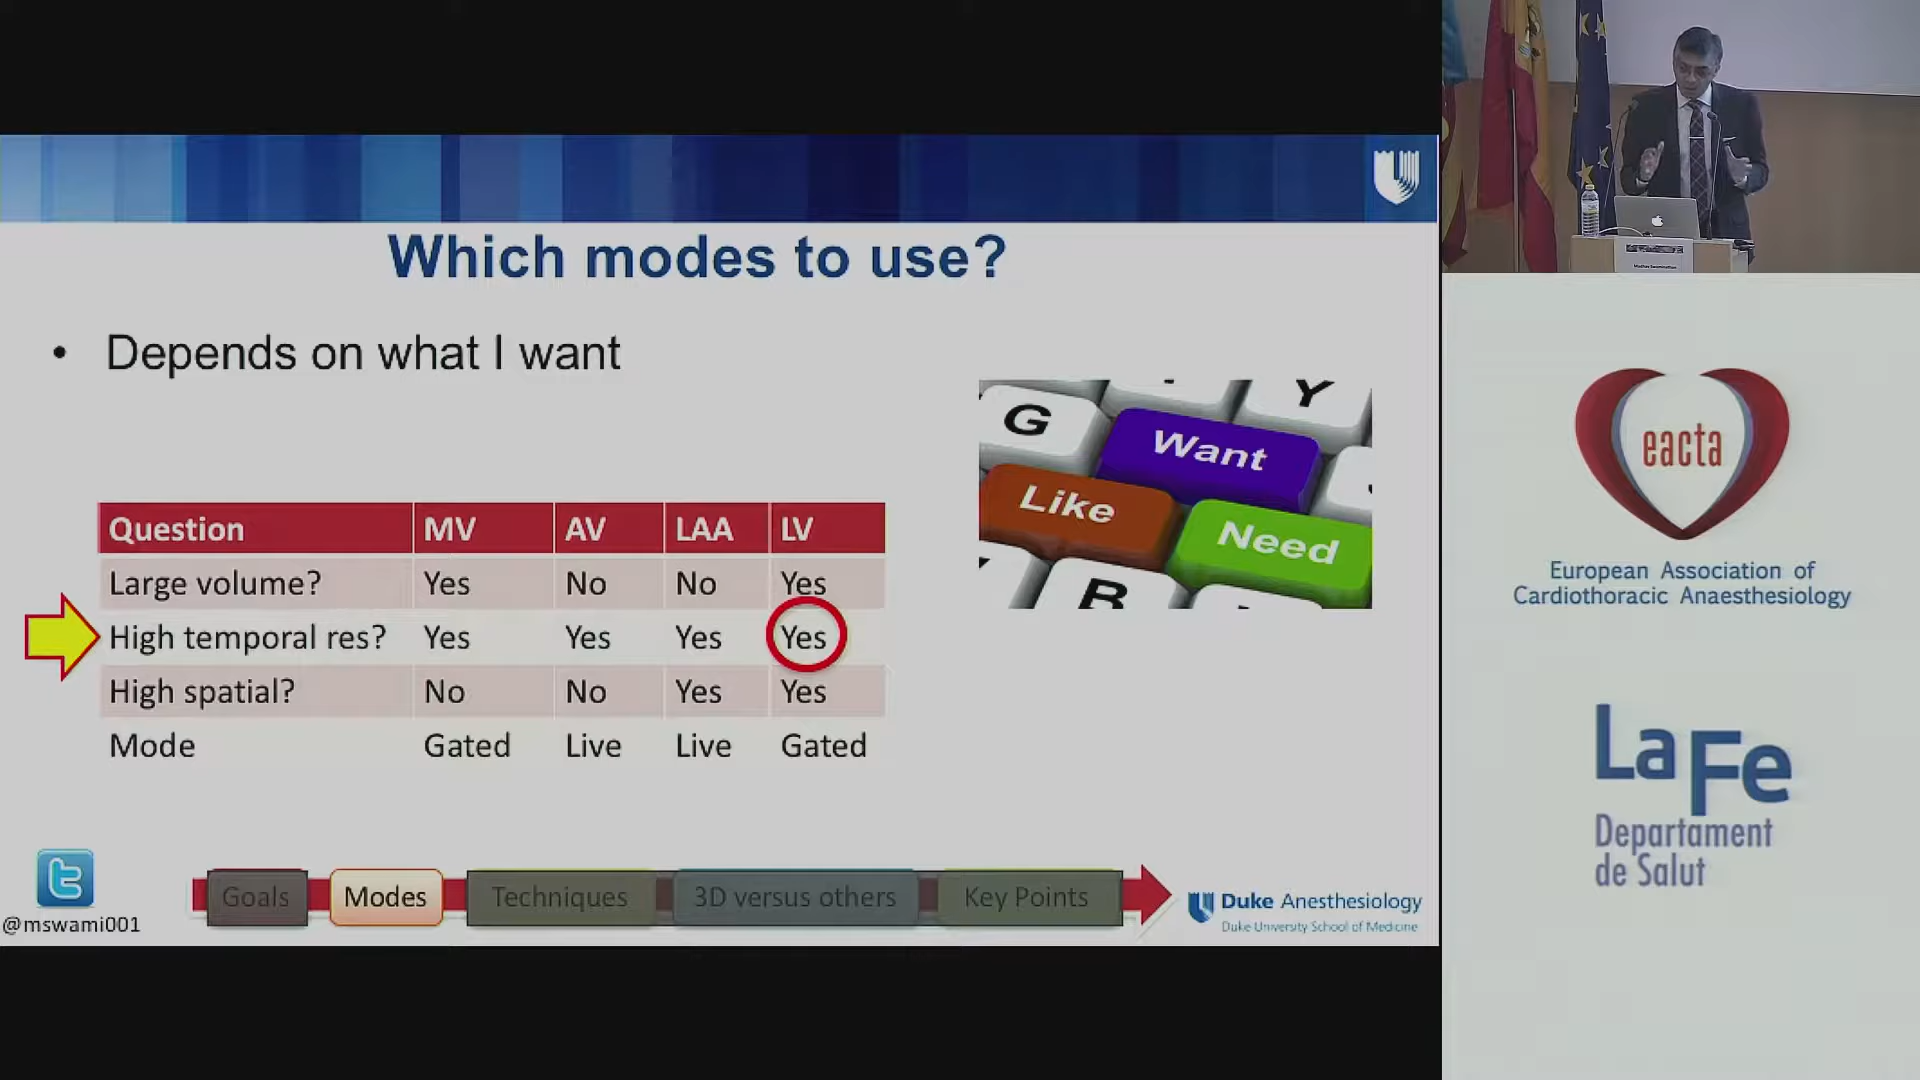 Which modes to use?
• Depends on what I want
G
Y
Want
Like
Need
B
Question MV AV LAA LV
Large volume? Yes No No Yes
High temporal res? Yes Yes Yes Yes
High spatial? No No Yes Yes
Mode Gated Live Live Gated
@mswami001
Goals
Modes
Techniques
3D versus others
Key Points
Duke Anesthesiology
Duke University School of Medicine
eacta
European Association of
Cardiothoracic Anaesthesiology
La Fe
Departament
de Salut